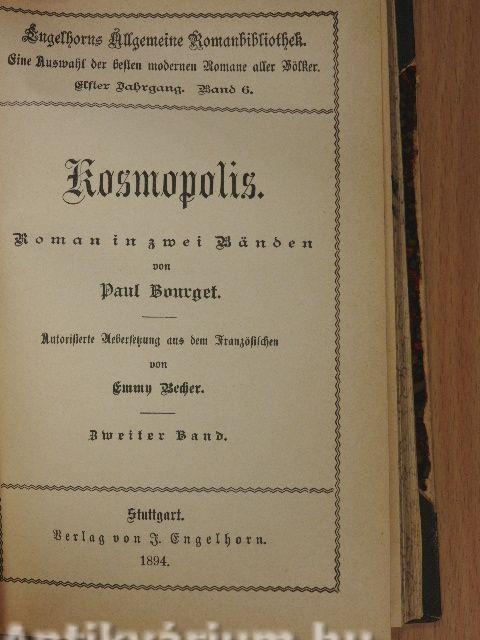 Engelhorns Allgemeine Romanbibliothek.
Eine Auswahl der besten modernen Romane aller Völker.
Elfter Jahrgang. Band 6.
Kosmopolis.
Roman in zwei Bänden
von
Paul Bourget.
Autorisierte Uebersetzung aus dem Französischen
von
Emmy Becher.
Zweiter Band.
Stuttgart.
Verlag von J. Engelhorn.
1894.
Antikvárium.hu